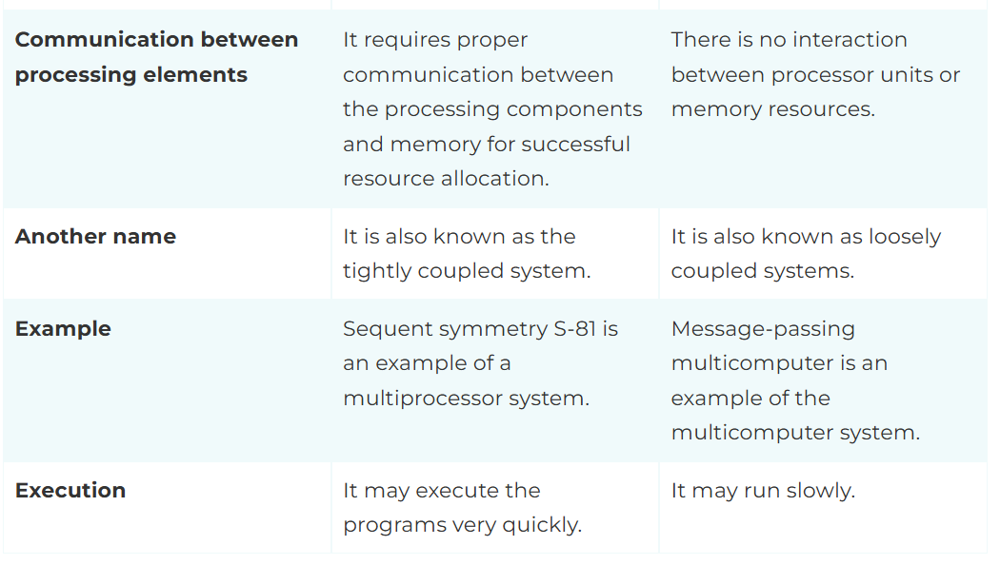 Communication between
processing elements
It requires proper
communication between
the processing components
and memory for successful
resource allocation.
There is no interaction
between processor units or
memory resources.
Another name
It is also known as the
tightly coupled system.
It is also known as loosely
coupled systems.
Example
Sequent symmetry S-81 is
an example of a
multiprocessor system.
Message-passing
multicomputer is an
example of the
multicomputer system.
Execution
It may execute the
programs very quickly.
It may run slowly.